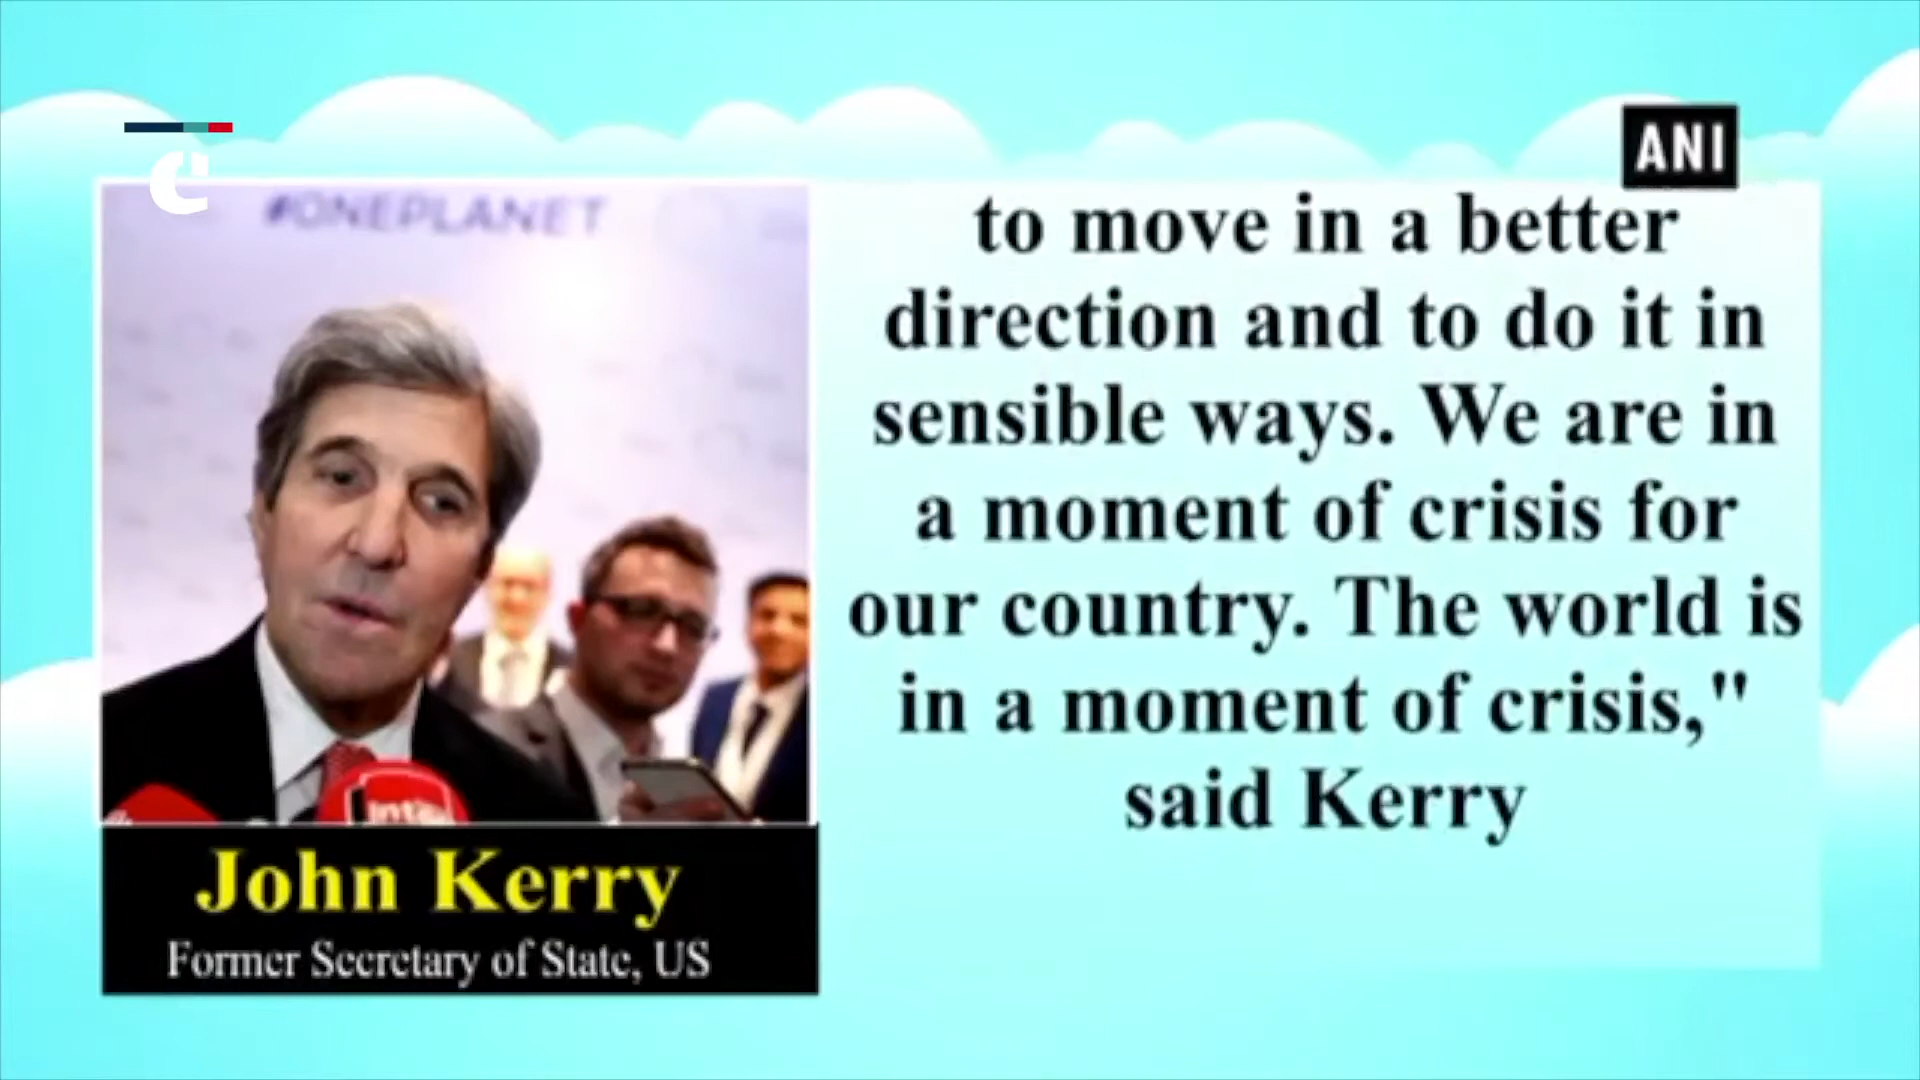 ANI
#ONEPLANET
to move in a better
direction and to do it in
sensible ways. We are in
a moment of crisis for
our country. The world is
in a moment of crisis,"
said Kerry
John Kerry
Former Secretary of State, US